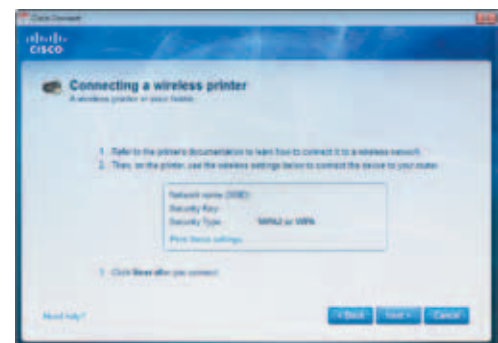 Cisco Connect
CISCO
Connecting a wireless printer
A wireless printer in your home.
1. Refer to the printer's documentation to learn how to connect it to a wireless network.
2. Then, on the printer, use the wireless settings below to connect the device to your router.
Network name (SSID):
Security Key:
Security Type: WPA2 or WPA
Print these settings
3. Click Next after you connect.
Need help?
< Back
Next >
Cancel